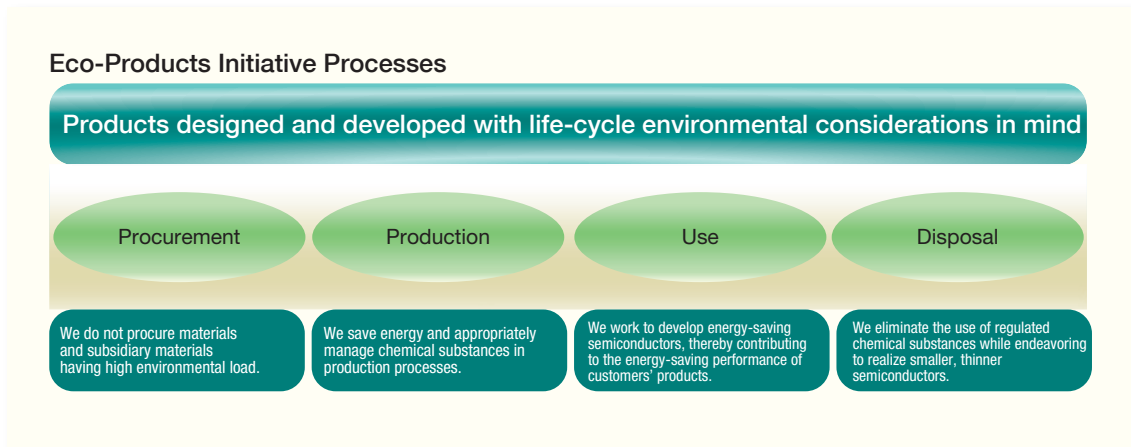 Eco-Products Initiative Processes
Products designed and developed with life-cycle environmental considerations in mind
Procurement
Production
Use
Disposal
We do not procure materials
and subsidiary materials
having high environmental load.
We save energy and appropriately
manage chemical substances in
production processes.
We work to develop energy-saving
semiconductors, thereby contributing
to the energy-saving performance of
customers’ products.
We eliminate the use of regulated
chemical substances while endeavoring
to realize smaller, thinner
semiconductors.